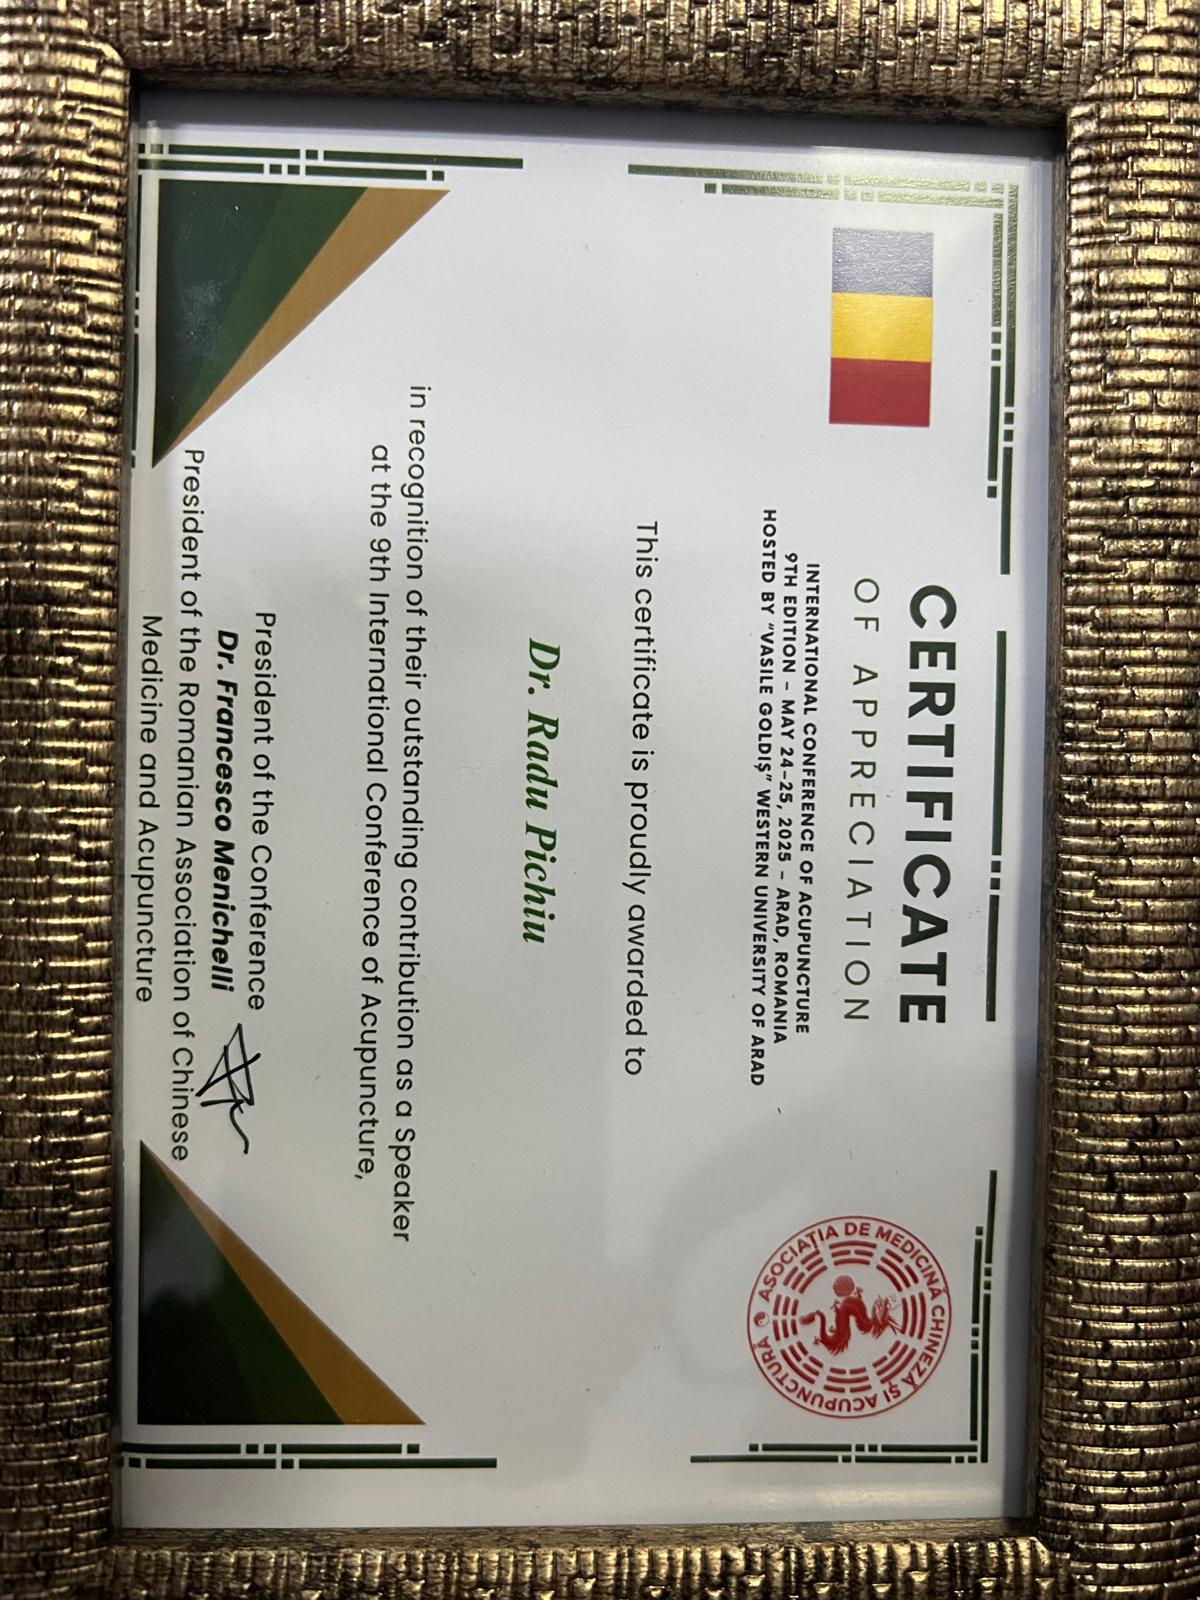 CERTIFICATE
OF APPRECIATION
INTERNATIONAL CONFERENCE OF ACUPUNCTURE
9TH EDITION – MAY 24–25, 2025 – ARAD, ROMANIA
HOSTED BY "VASILE GOLDIȘ" WESTERN UNIVERSITY OF ARAD
ASOCIAȚIA DE MEDICINĂ CHINEZĂ ȘI ACUPUNCTURĂ
This certificate is proudly awarded to
Dr. Radu Pichiu
in recognition of their outstanding contribution as a Speaker
at the 9th International Conference of Acupuncture,
President of the Conference
Dr. Francesco Menichelli
President of the Romanian Association of Chinese
Medicine and Acupuncture